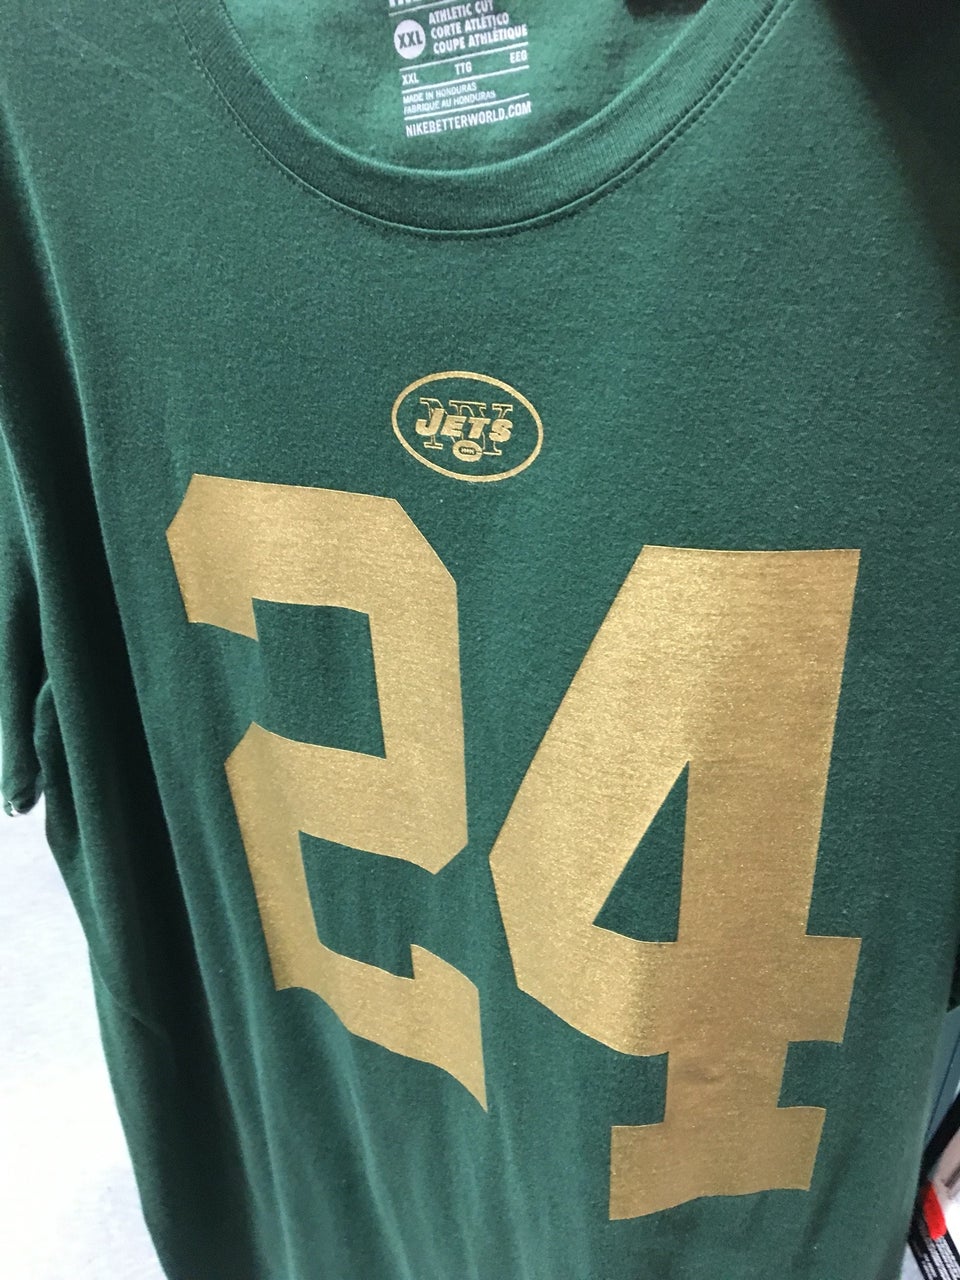 XXL
ATHLETIC CUT
CORTE ATLÉTICO
COUPE ATHLÉTIQUE
XXL TTG EEG
MADE IN HONDURAS
FABRIQUE AU HONDURAS
NIKEBETTERWORLD.COM
NY
JETS
24